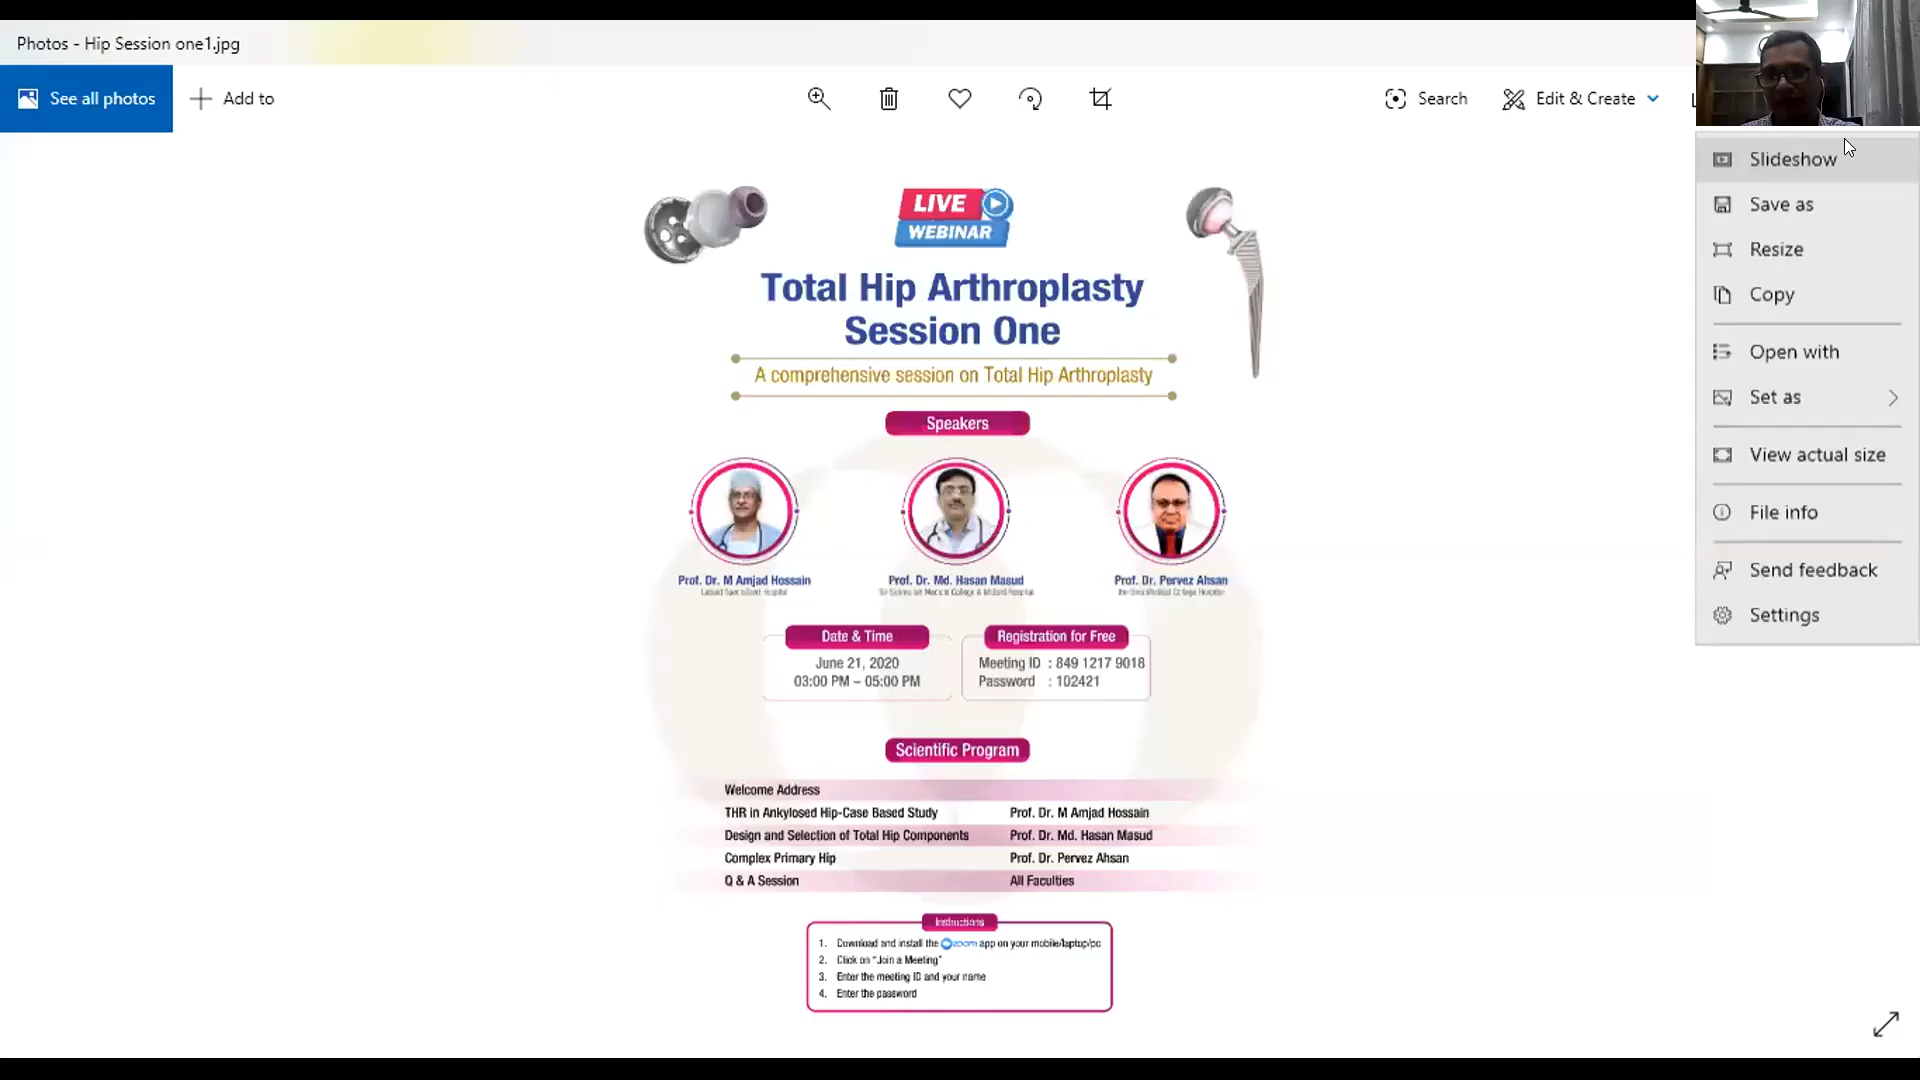 Photos - Hip Session one1.jpg
See all photos
Add to
Search
Edit & Create
Slideshow
Save as
Resize
Copy
Open with
Set as
View actual size
File info
Send feedback
Settings
LIVE
WEBINAR
Total Hip Arthroplasty
Session One
A comprehensive session on Total Hip Arthroplasty
Speakers
Prof. Dr. M Amjad Hossain
Prof. Dr. Md. Hasan Masud
Prof. Dr. Pervez Ahsan
Hospital
Medical College &
Medical College Hospital
Date & Time
June 21, 2020
03:00 PM – 05:00 PM
Registration for Free
Meeting ID : 849 1217 9018
Password : 102421
Scientific Program
Welcome Address
THR in Ankylosed Hip-Case Based Study Prof. Dr. M Amjad Hossain
Design and Selection of Total Hip Components Prof. Dr. Md. Hasan Masud
Complex Primary Hip Prof. Dr. Pervez Ahsan
Q & A Session All Faculties
Instructions
1. Download and install the zoom app on your mobile/laptop/pc
2. Click on "Join a Meeting"
3. Enter the meeting ID and your name
4. Enter the password